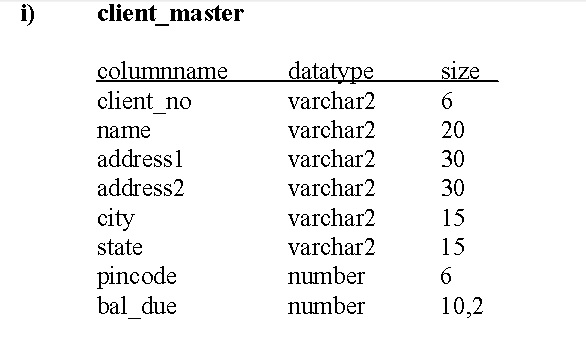 i) client_master
columnname datatype size
client_no varchar2 6
name varchar2 20
address1 varchar2 30
address2 varchar2 30
city varchar2 15
state varchar2 15
pincode number 6
bal_due number 10,2